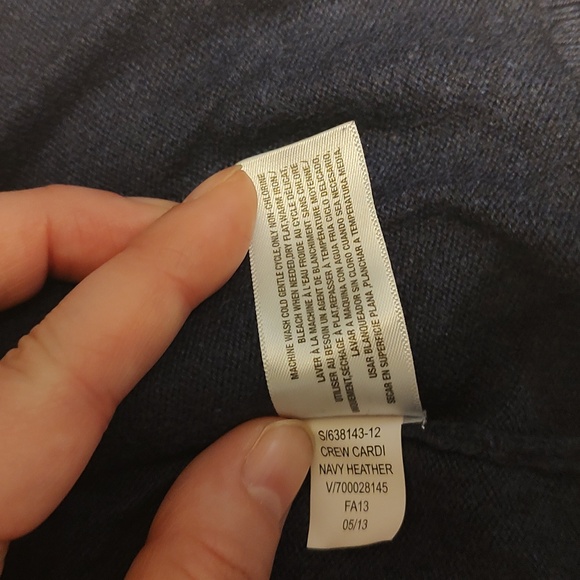 MACHINE WASH COLD GENTLE CYCLE,ONLY NON-CHLORINE
BLEACH WHEN NEEDED,DRY FLAT,WARM IRON./
LAVER À LA MACHINE À L'EAU FROIDE AU CYCLE DÉLICAT,
UTILISER AU BESOIN UN AGENT DE BLANCHIMENT SANS CHLORE./
SÉCHAGE À PLAT,REPASSER À TEMPÉRATURE MOYENNE./
LAVAR A MAQUINA CON AGUA FRIA CICLO DELICADO,
USAR BLANQUEADOR SIN CLORO CUANDO SEA NECESARIO,
SECAR EN SUPERFICIE PLANA,PLANCHAR A TEMPERATURA MEDIA.
S/638143-12
CREW CARDI
NAVY HEATHER
V/700028145
FA13
05/13